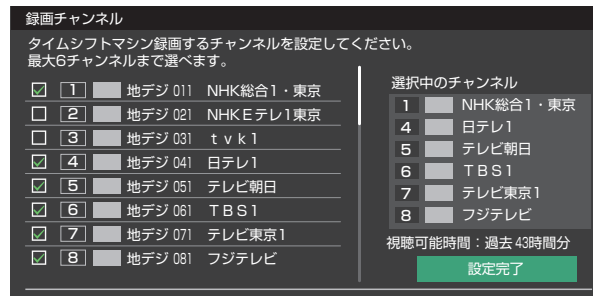 録画チャンネル
タイムシフトマシン録画するチャンネルを設定してください。
最大6チャンネルまで選べます。
1 地デジ 011 NHK総合1・東京
2 地デジ 021 NHKEテレ1東京
3 地デジ 031 ｔｖｋ1
4 地デジ 041 日テレ1
5 地デジ 051 テレビ朝日
6 地デジ 061 ＴＢＳ1
7 地デジ 071 テレビ東京1
8 地デジ 081 フジテレビ
選択中のチャンネル
1 NHK総合1・東京
4 日テレ1
5 テレビ朝日
6 ＴＢＳ1
7 テレビ東京1
8 フジテレビ
視聴可能時間：過去43時間分
設定完了